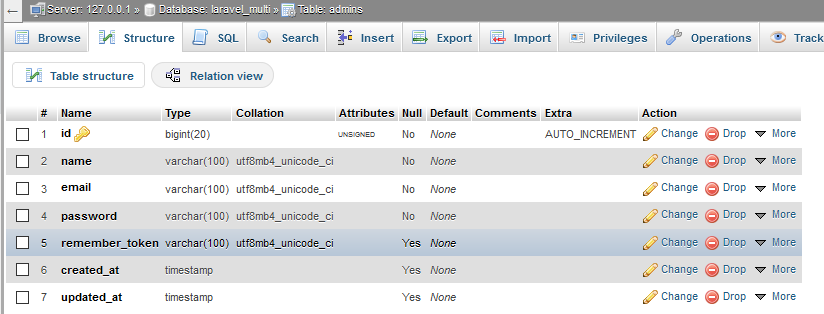 ← Server: 127.0.0.1 » Database: laravel_multi » Table: admins
Browse Structure SQL Search Insert Export Import Privileges Operations Track
Table structure Relation view
# Name Type Collation Attributes Null Default Comments Extra Action
1 id bigint(20) UNSIGNED No None AUTO_INCREMENT Change Drop More
2 name varchar(100) utf8mb4_unicode_ci No None Change Drop More
3 email varchar(100) utf8mb4_unicode_ci No None Change Drop More
4 password varchar(100) utf8mb4_unicode_ci No None Change Drop More
5 remember_token varchar(100) utf8mb4_unicode_ci Yes None Change Drop More
6 created_at timestamp Yes None Change Drop More
7 updated_at timestamp Yes None Change Drop More